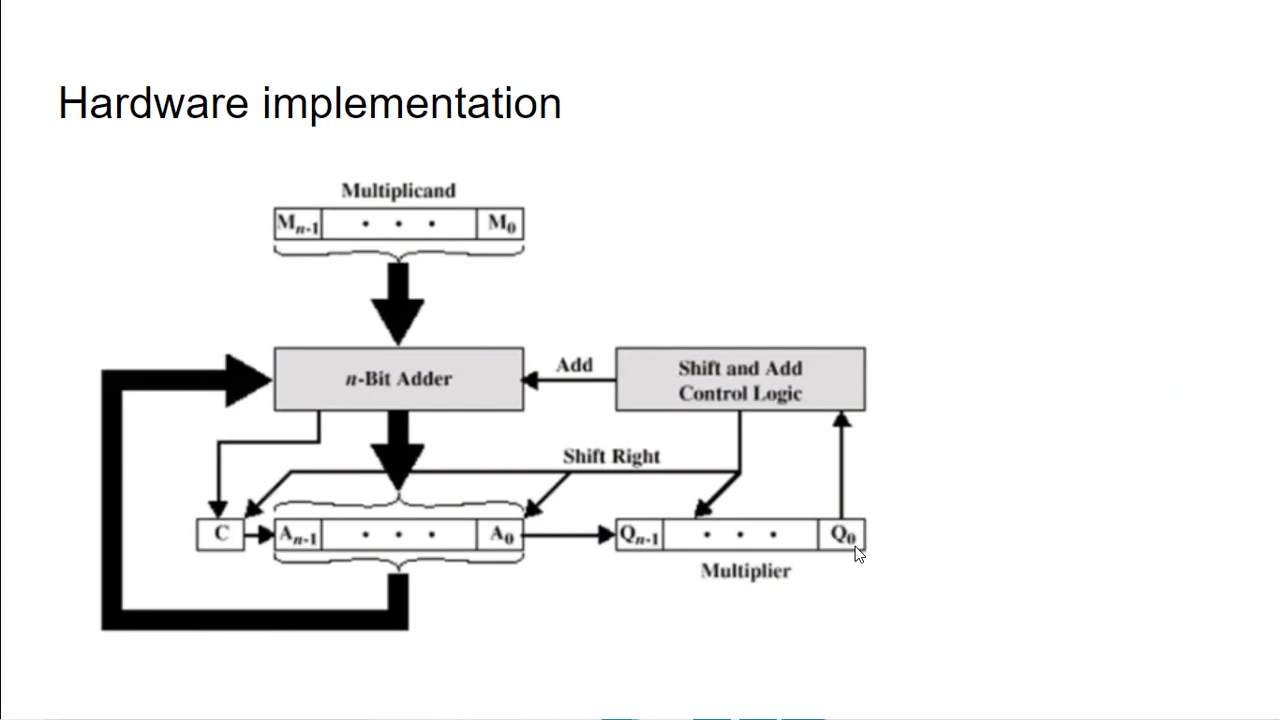 Hardware implementation
Multiplicand
Mn-1 · · · M0
n-Bit Adder
Add
Shift and Add
Control Logic
Shift Right
C
An-1 · · · A0
Qn-1 · · · Q0
Multiplier